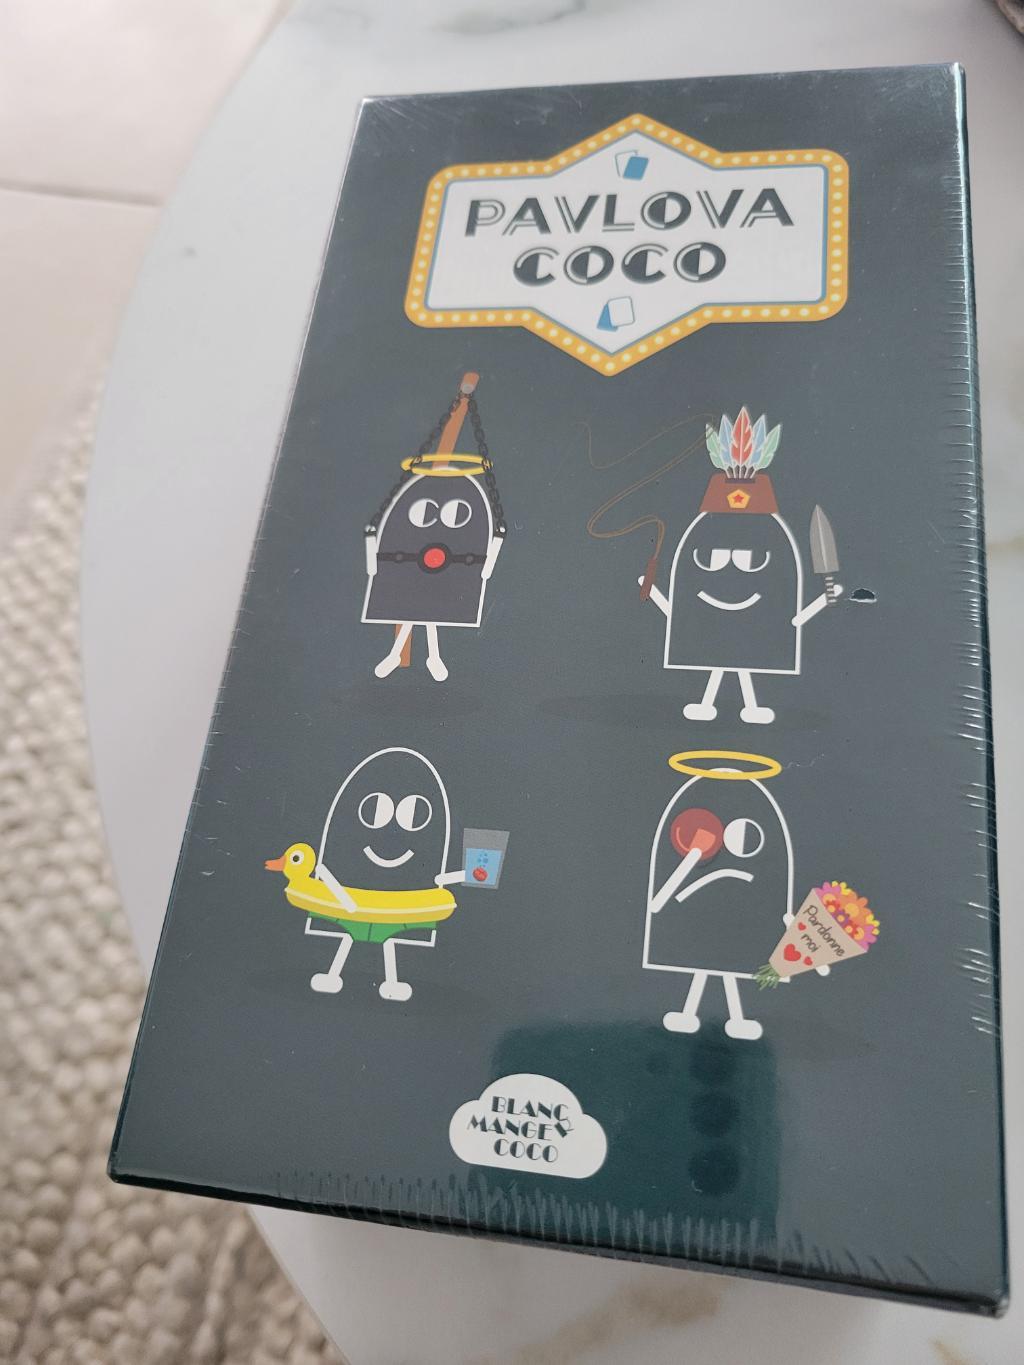 PAVLOVA
COCO
Pardonne
moi
BLANC
MANGER
COCO